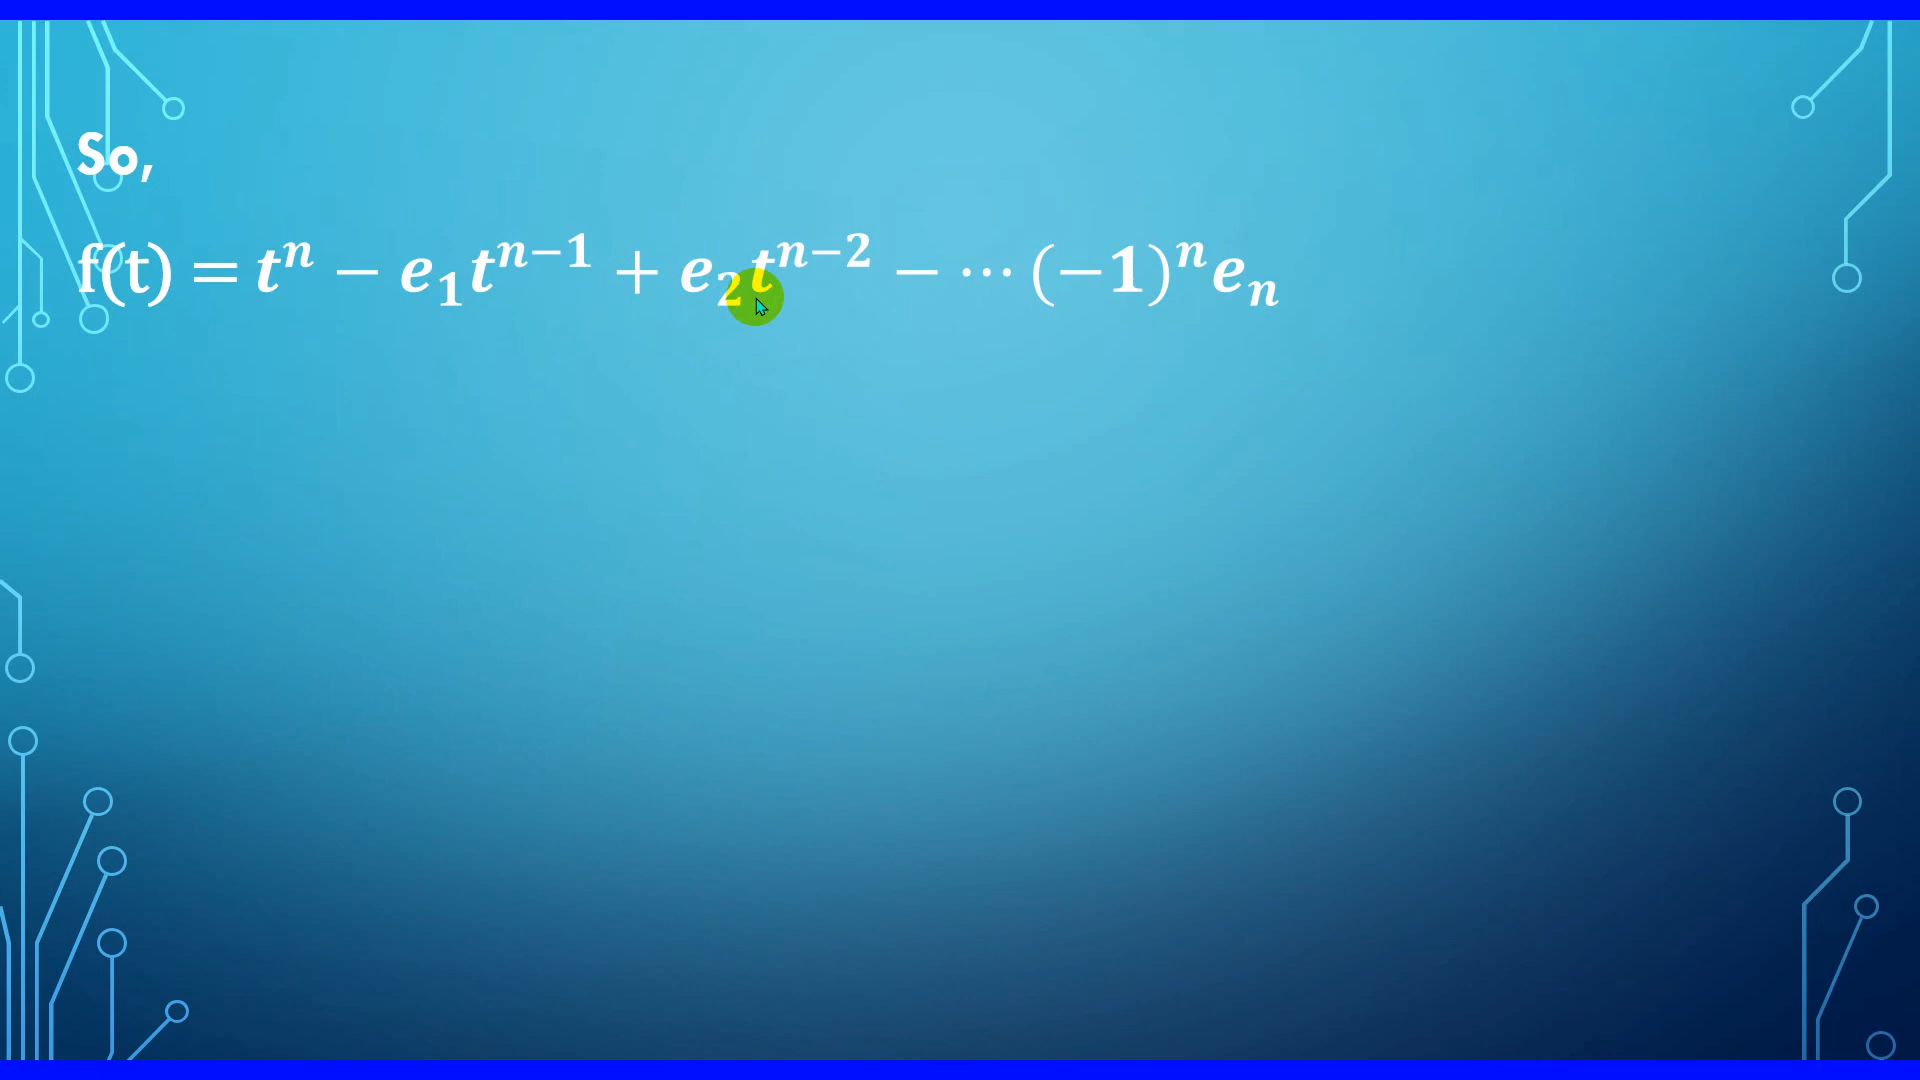 So,
f(t) = tⁿ − e₁tⁿ⁻¹ + e₂tⁿ⁻² − ⋯ (−1)ⁿeₙ